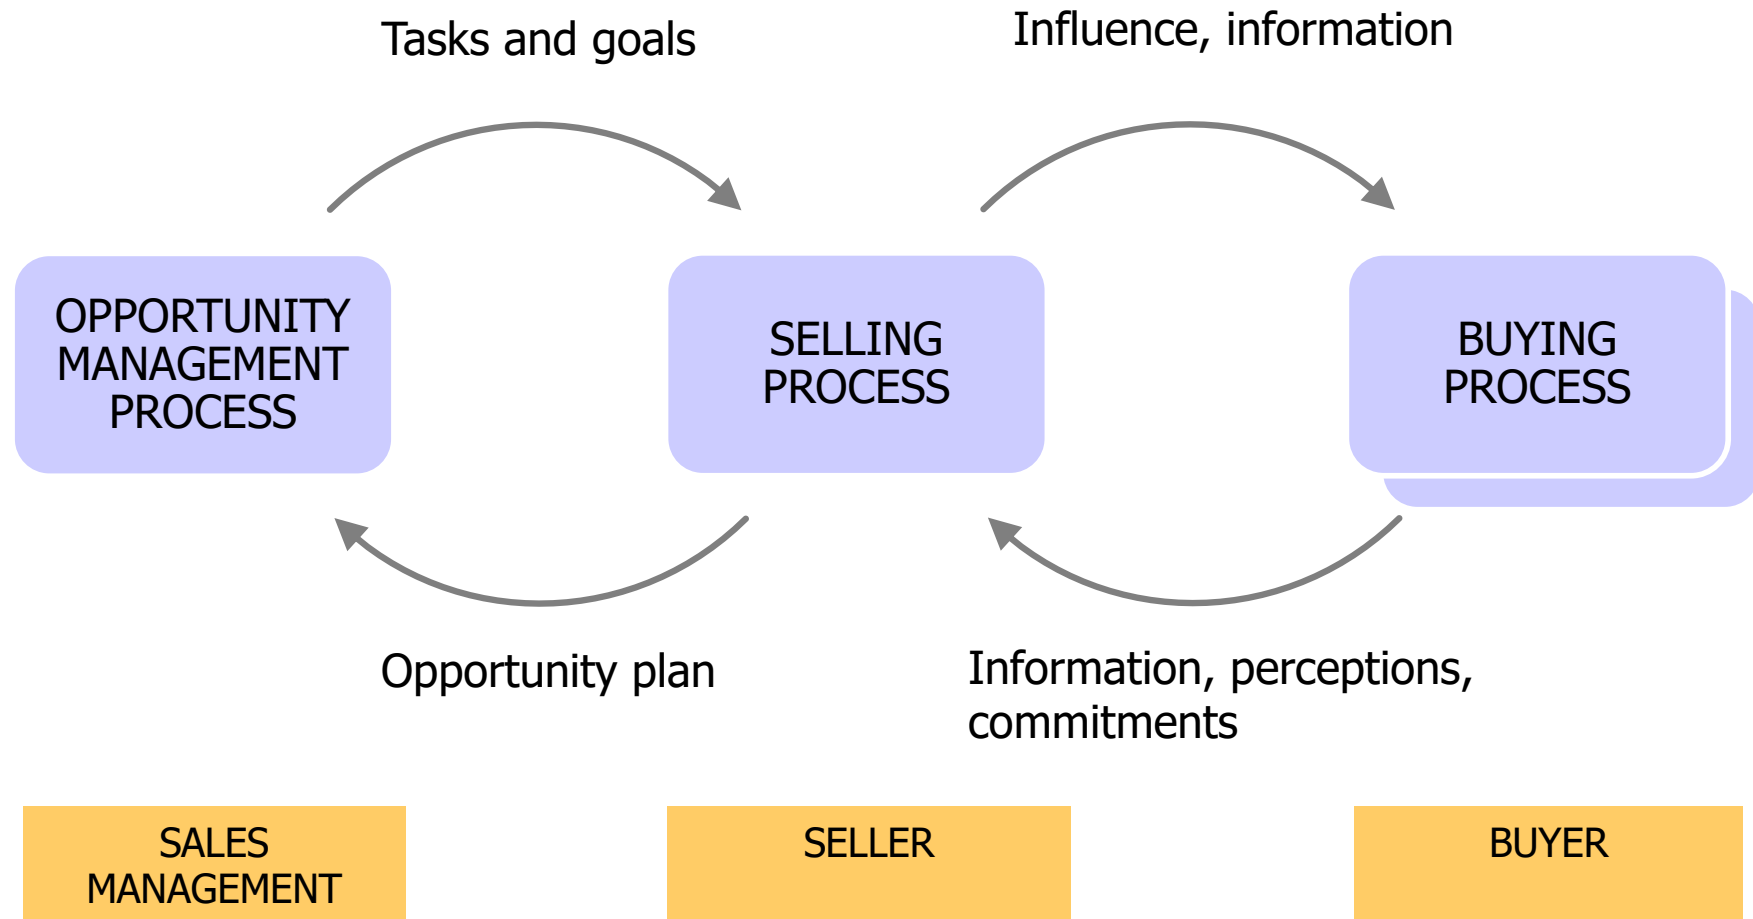 Tasks and goals
Influence, information
OPPORTUNITY
MANAGEMENT
PROCESS
SELLING
PROCESS
BUYING
PROCESS
Opportunity plan
Information, perceptions,
commitments
SALES
MANAGEMENT
SELLER
BUYER